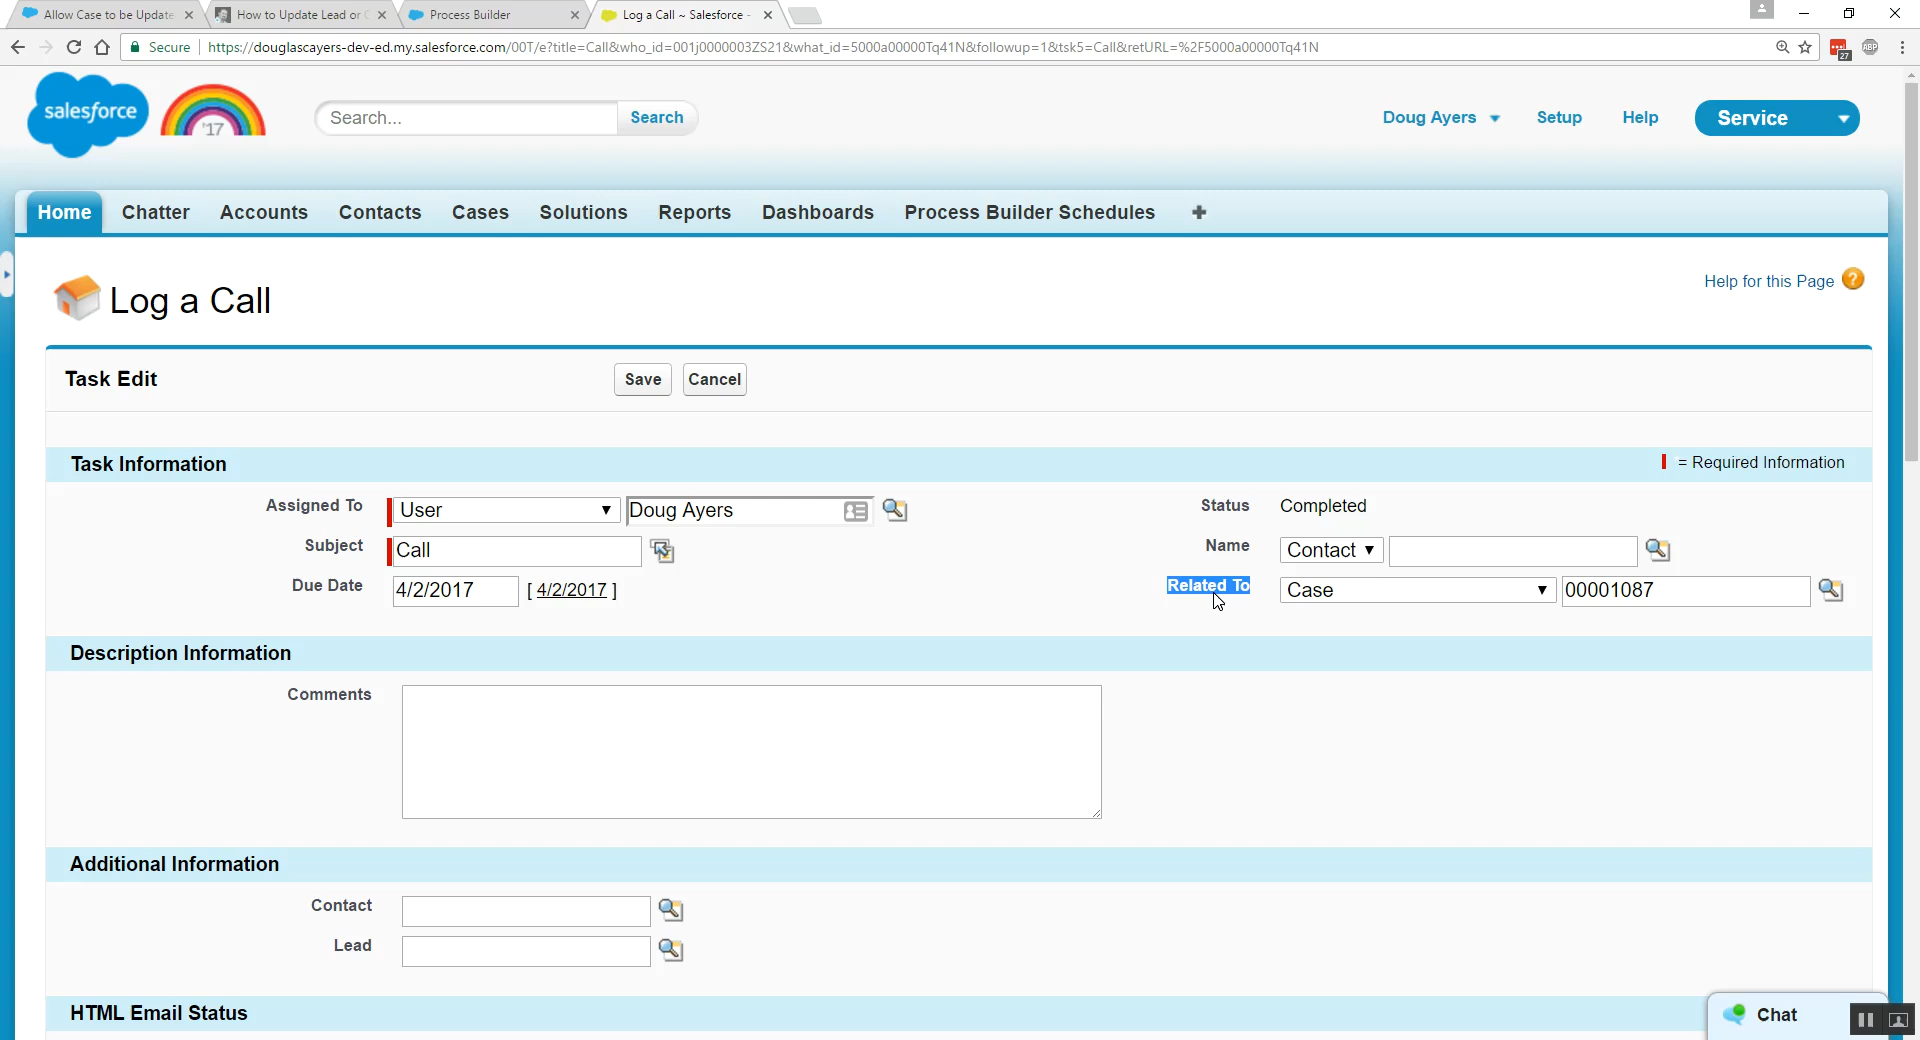 Allow Case to be Update
How to Update Lead or C
Process Builder
Log a Call ~ Salesforce -
Secure
https://douglascayers-dev-ed.my.salesforce.com/00T/e?title=Call&who_id=001j0000003ZS21&what_id=5000a00000Tq41N&followup=1&tsk5=Call&retURL=%2F5000a00000Tq41N
27
ABP
salesforce
'17
Search...
Search
Doug Ayers
Setup
Help
Service
Home
Chatter
Accounts
Contacts
Cases
Solutions
Reports
Dashboards
Process Builder Schedules
Log a Call
Help for this Page
?
Task Edit
Save
Cancel
Task Information
= Required Information
Assigned To
User
Doug Ayers
Status
Completed
Subject
Call
Name
Contact
Due Date
4/2/2017
[ 4/2/2017 ]
Related To
Case
00001087
Description Information
Comments
Additional Information
Contact
Lead
HTML Email Status
Chat